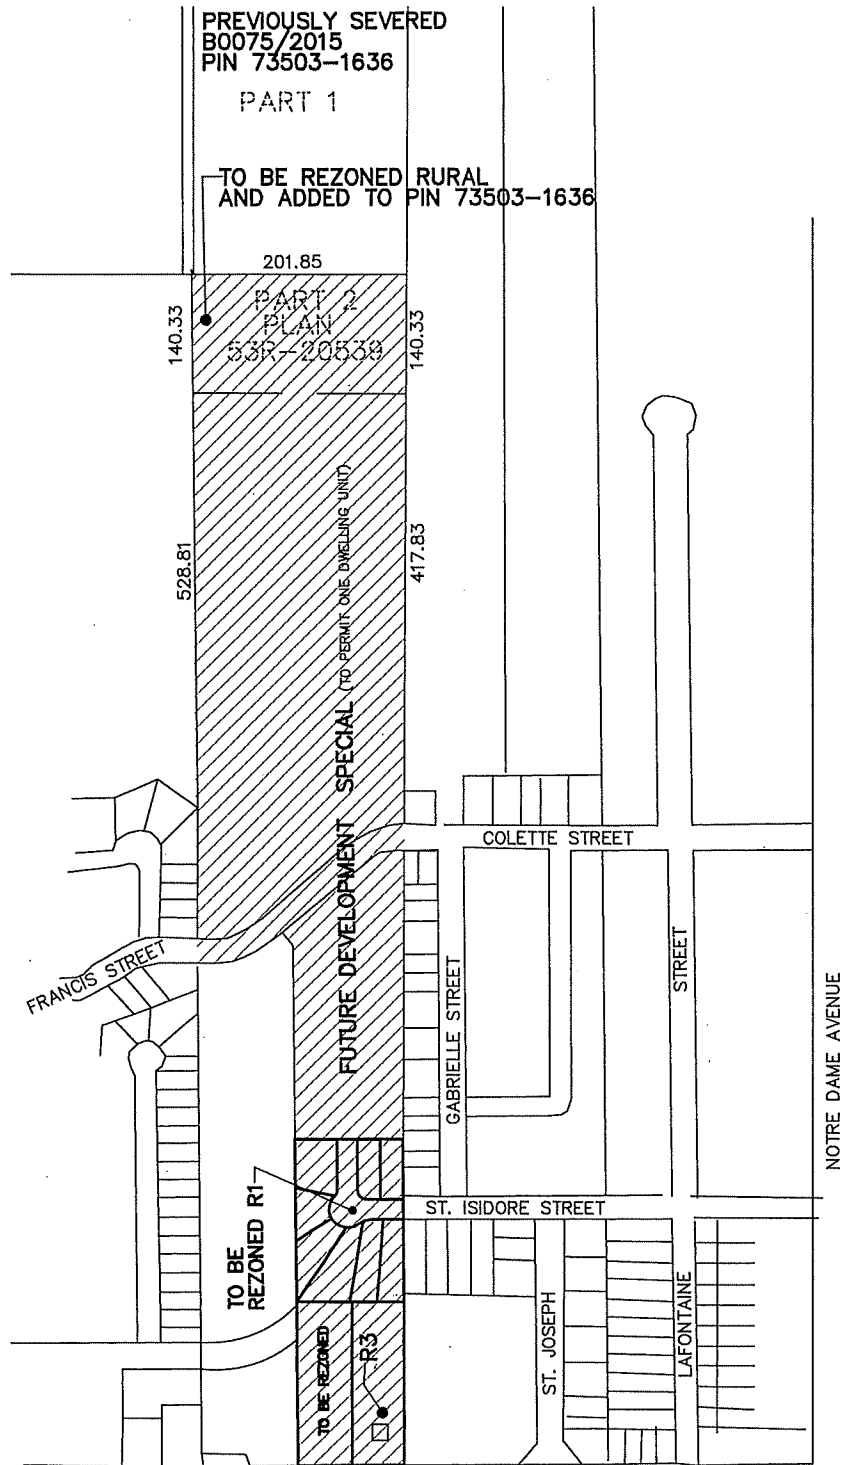 PREVIOUSLY SEVERED
B0075/2015
PIN 73503-1636
PART 1
TO BE REZONED RURAL
AND ADDED TO PIN 73503-1636
201.85
PART 2
PLAN
53R-20539
140.33
140.33
528.81
417.83
FUTURE DEVELOPMENT SPECIAL (TO PERMIT ONE DWELLING UNIT)
COLETTE STREET
FRANCIS STREET
GABRIELLE STREET
STREET
NOTRE DAME AVENUE
ST. ISIDORE STREET
TO BE
REZONED R1
TO BE REZONED
R3
ST. JOSEPH
LAFONTAINE